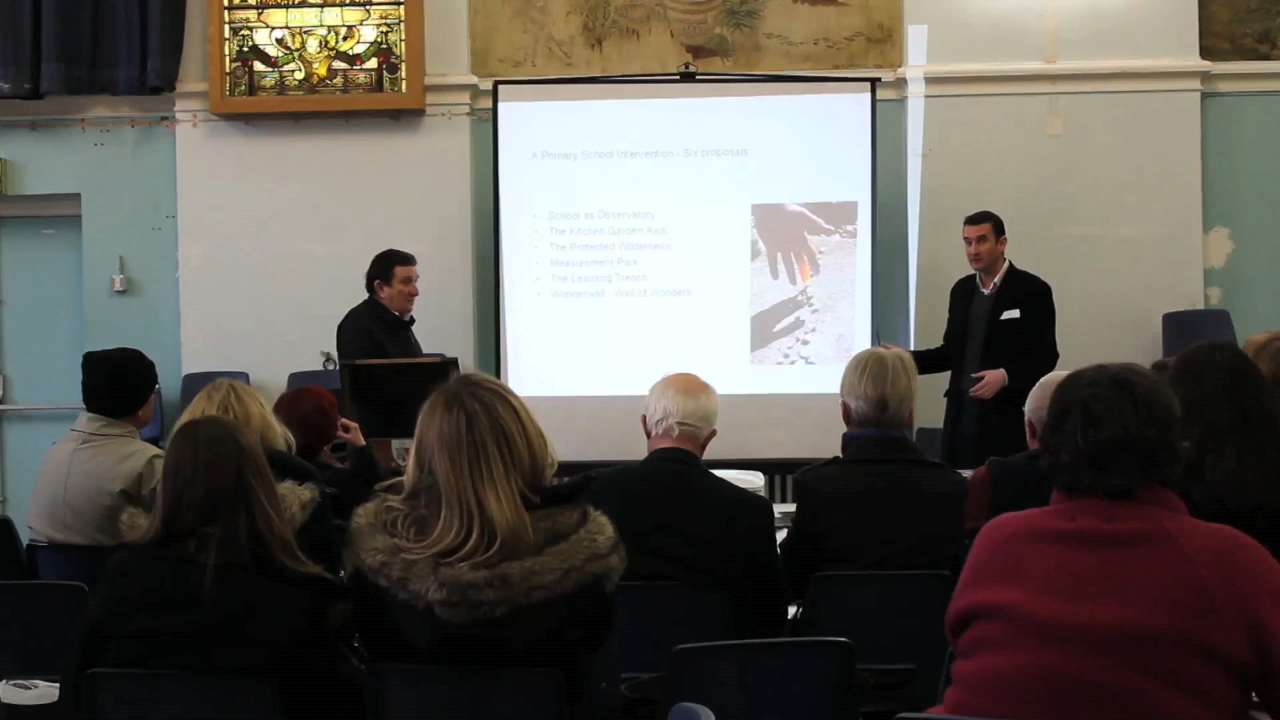 A Primary School Intervention - Six proposals
• School as Observatory
• The Kitchen Garden Axis
• The Protected Wilderness
• Measurement Park
• The Learning Trench
• Wonderwall - Wall of Wonders